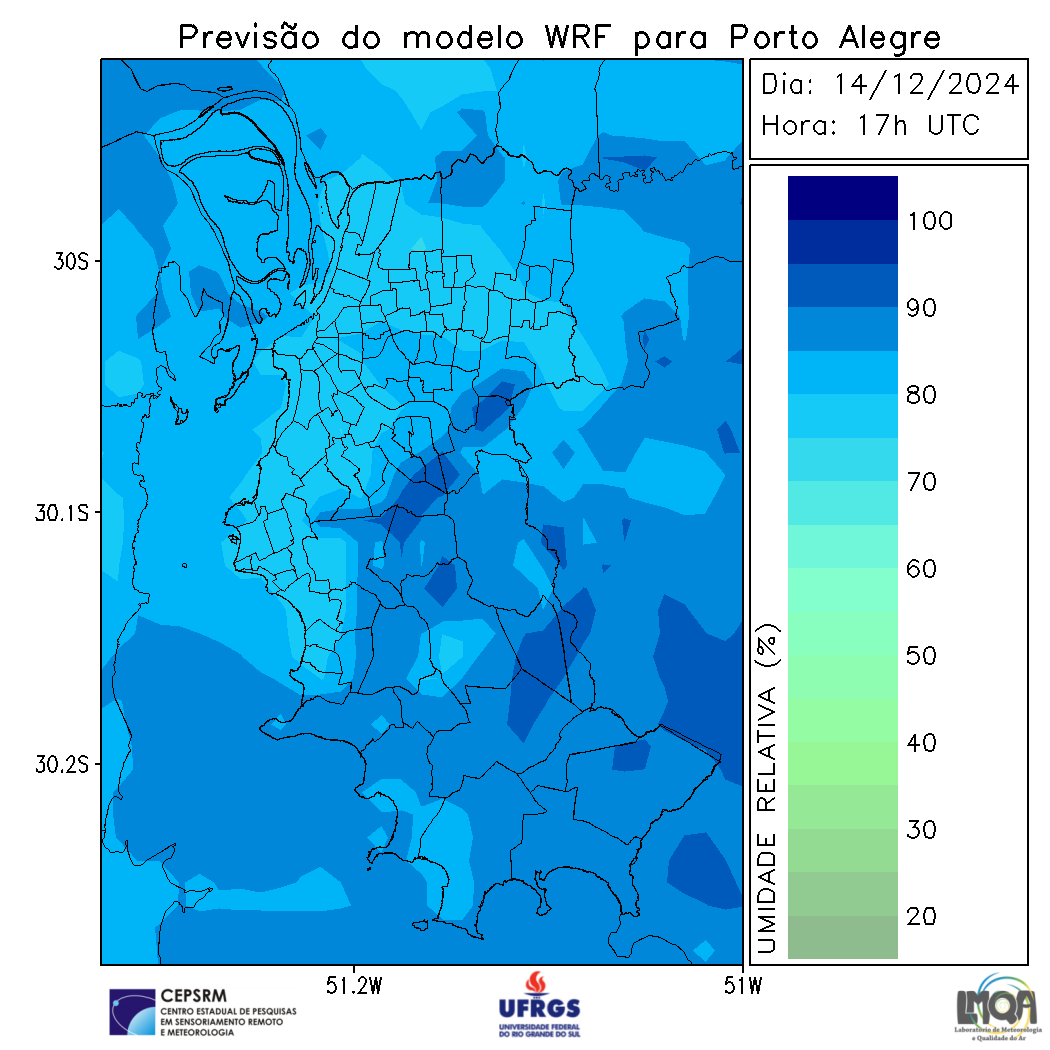 Previsão do modelo WRF para Porto Alegre
Dia: 14/12/2024
Hora: 17h UTC
30S
30.1S
30.2S
51.2W
51W
100
90
80
70
60
50
40
30
20
UMIDADE RELATIVA (%)
CEPSRM
CENTRO ESTADUAL DE PESQUISAS
EM SENSORIAMENTO REMOTO
E METEOROLOGIA
UFRGS
UNIVERSIDADE FEDERAL
DO RIO GRANDE DO SUL
LMQA
Laboratório de Meteorologia
e Qualidade do Ar